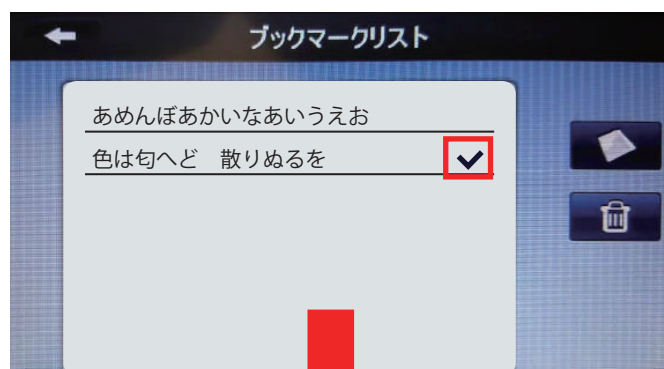 ブックマークリスト
あめんぼあかいなあいうえお
色は匂へど 散りぬるを